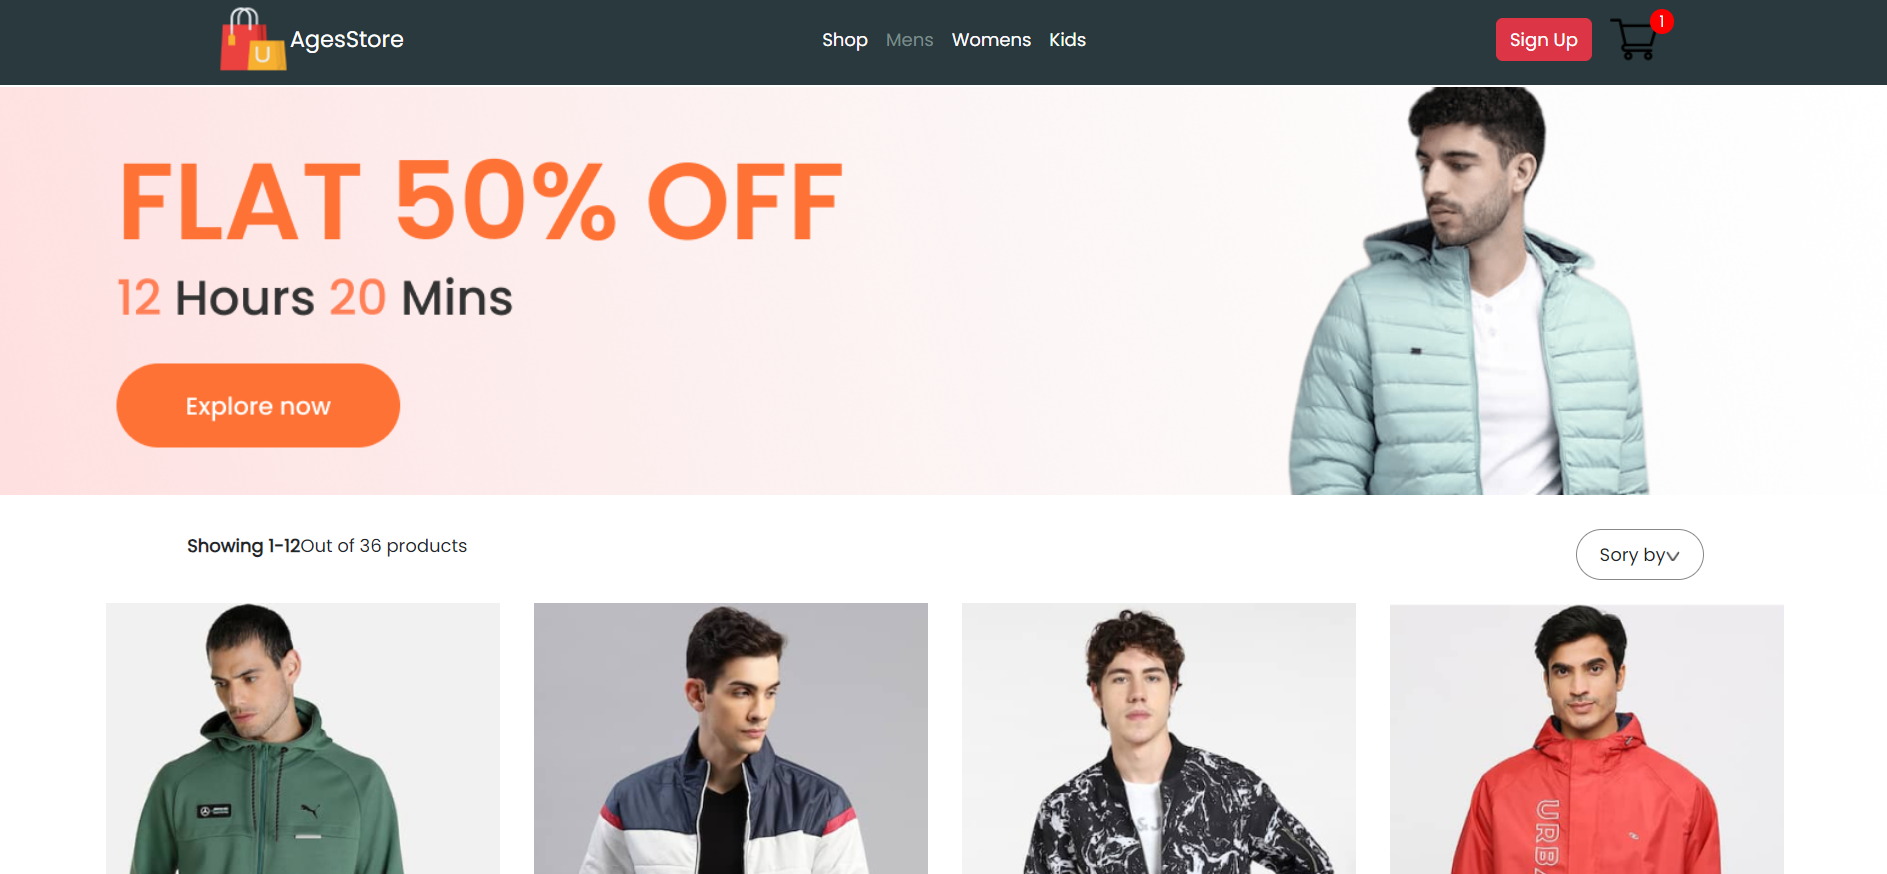 U AgesStore
Shop Mens Womens Kids
Sign Up
1
FLAT 50% OFF
12 Hours 20 Mins
Explore now
Showing 1-12Out of 36 products
Sory by
&J
URB